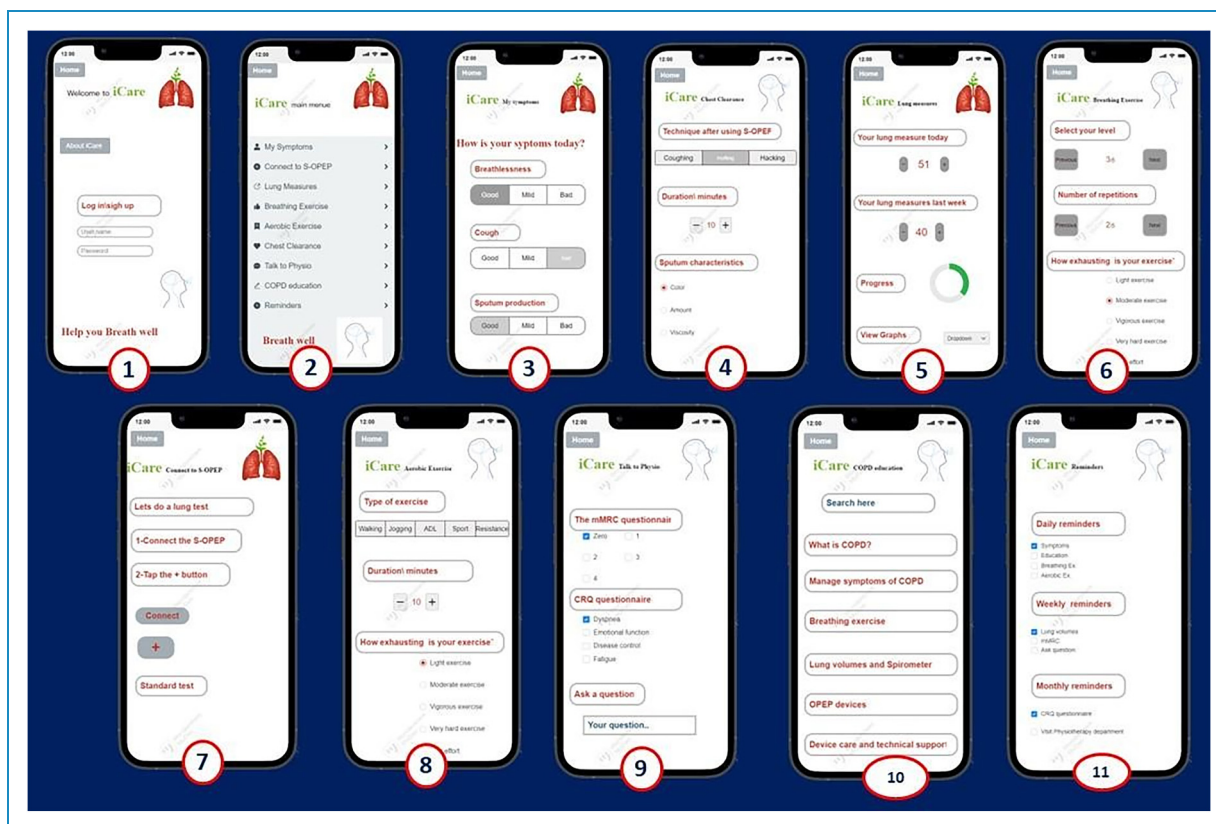 12:00
Home
Welcome to iCare
About iCare
Log in\sigh up
User name
Password
Help you Breath well
1
12:00
Home
iCare main menue
My Symptoms
Connect to S-OPEP
Lung Measures
Breathing Exercise
Aerobic Exercise
Chest Clearance
Talk to Physio
COPD education
Reminders
Breath well
2
12:00
Home
iCare My symptoms
How is your syptoms today?
Breathlessness
Good Mild Bad
Cough
Good Mild Bad
Sputum production
Good Mild Bad
3
12:00
Home
iCare Chest Clearance
Technique after using S-OPEP
Coughing Huffing Hacking
Duration\ minutes
− 10 +
Sputum characteristics
Color
Amount
Viscosity
4
12:00
Home
iCare Lung measures
Your lung measure today
- 51 +
Your lung measures last week
- 40 +
Progress
View Graphs Dropdown
5
12:00
Home
iCare Breathing Exercise
Select your level
Previous 36 Next
Number of repetitions
Previous 26 Next
How exhausting is your exercise
Light exercise
Moderate exercise
Vigorous exercise
Very hard exercise
effort
6
12:00
Home
iCare Connect to S-OPEP
Lets do a lung test
1-Connect the S-OPEP
2-Tap the + button
Connect
+
Standard test
7
12:00
Home
iCare Aerobic Exercise
Type of exercise
Walking Jogging ADL Sport Resistance
Duration\ minutes
− 10 +
How exhausting is your exercise
Light exercise
Moderate exercise
Vigorous exercise
Very hard exercise
effort
8
12:00
Home
iCare Talk to Physio
The mMRC questionnair
Zero 1
2 3
4
CRQ questionnaire
Dyspnea
Emotional function
Disease control
Fatigue
Ask a question
Your question..
9
12:00
Home
iCare COPD education
Search here
What is COPD?
Manage symptoms of COPD
Breathing exercise
Lung volumes and Spirometer
OPEP devices
Device care and technical support
10
12:00
Home
iCare Reminders
Daily reminders
Symptoms
Education
Breathing Ex
Aerobic Ex
Weekly reminders
Lung volumes
mMRC
Ask question
Monthly reminders
CRQ questionnaire
Visit Physiotherapy department
11